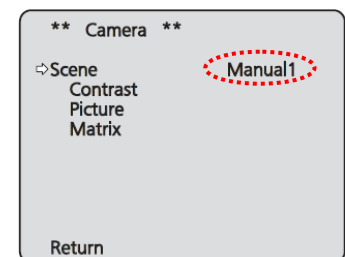 ** Camera **
⇨Scene Manual1
Contrast
Picture
Matrix
Return